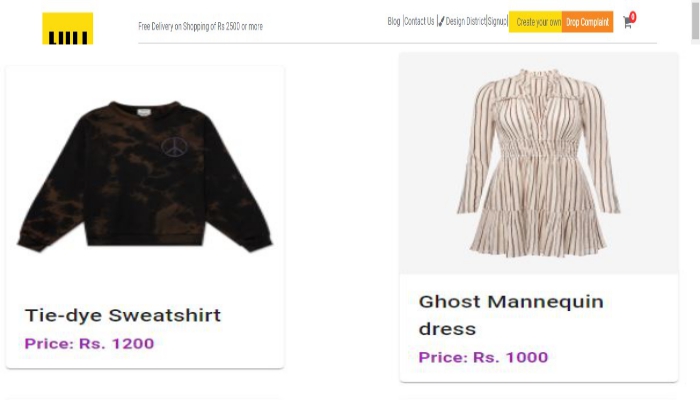 Free Delivery on Shopping of Rs 2500 or more
Blog |Contact Us | Design District|Signup| Create your own Drop Complaint 0
Tie-dye Sweatshirt
Price: Rs. 1200
Ghost Mannequin
dress
Price: Rs. 1000